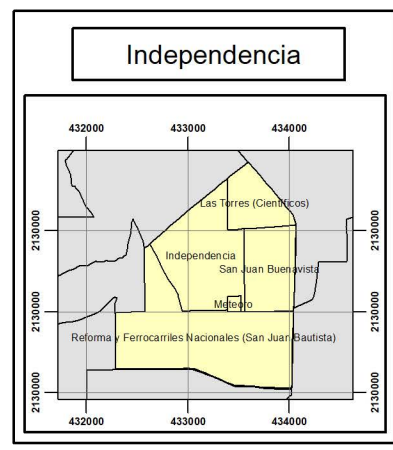 Independencia
432000 433000 434000
Las Torres (Científicos)
2130000 2130000
Independencia
San Juan Buenavista
Meteoro
2130000 2130000
Reforma y Ferrocarriles Nacionales (San Juan Bautista)
2130000 2130000
432000 433000 434000